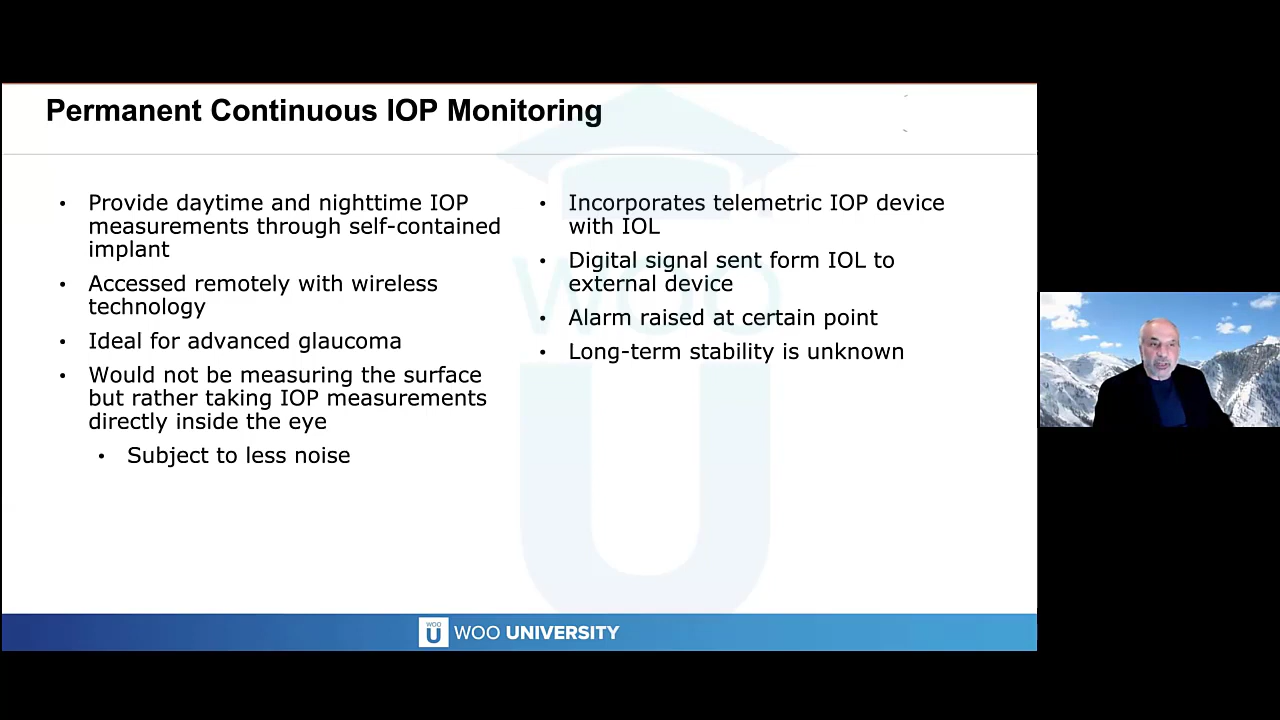 Permanent Continuous IOP Monitoring
• Provide daytime and nighttime IOP
measurements through self-contained
implant
• Accessed remotely with wireless
technology
• Ideal for advanced glaucoma
• Would not be measuring the surface
but rather taking IOP measurements
directly inside the eye
• Subject to less noise
• Incorporates telemetric IOP device
with IOL
• Digital signal sent form IOL to
external device
• Alarm raised at certain point
• Long-term stability is unknown
WOO
U
WOO
U
WOO UNIVERSITY